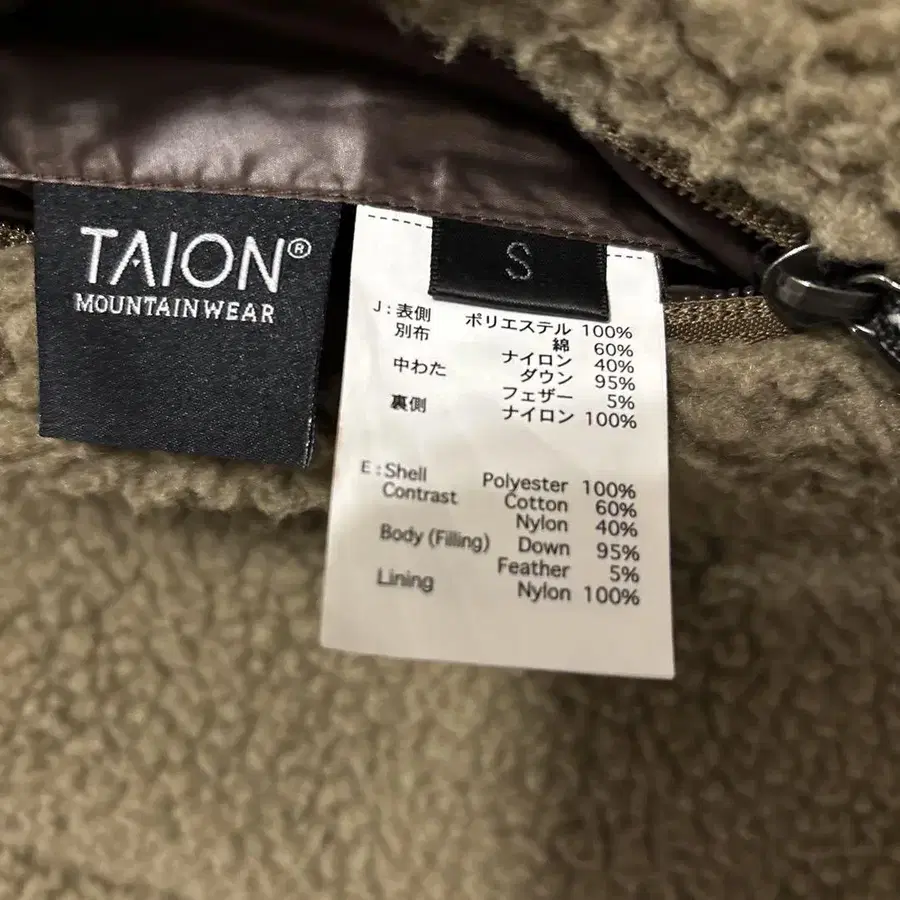 TAION®
MOUNTAINWEAR
S
J:表側 ポリエステル 100%
別布 綿 60%
ナイロン 40%
中わた ダウン 95%
フェザー 5%
裏側 ナイロン 100%
E:Shell Polyester 100%
Contrast Cotton 60%
Nylon 40%
Body (Filling) Down 95%
Feather 5%
Lining Nylon 100%